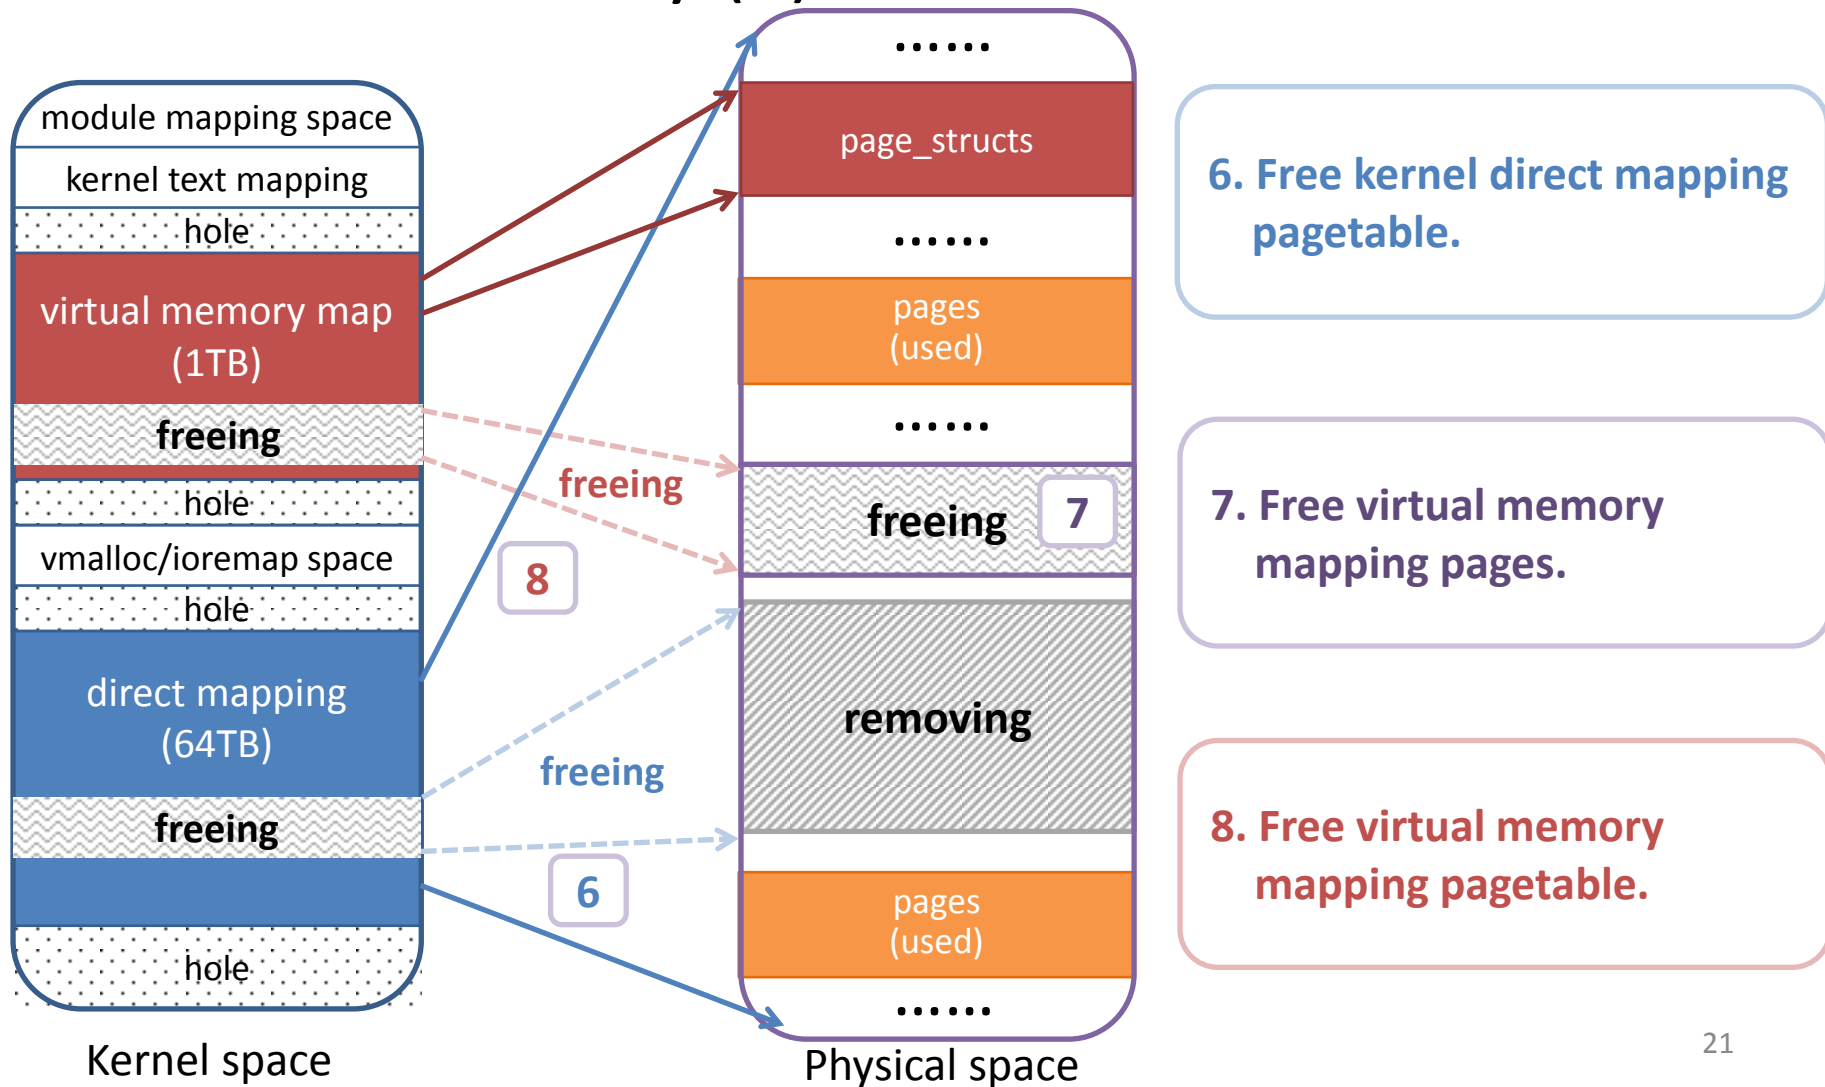 module mapping space
kernel text mapping
hole
virtual memory map
(1TB)
freeing
hole
vmalloc/ioremap space
hole
direct mapping
(64TB)
freeing
hole
Kernel space
freeing
8
freeing
6
......
page_structs
......
pages
(used)
......
freeing
7
removing
pages
(used)
......
Physical space
6. Free kernel direct mapping
pagetable.
7. Free virtual memory
mapping pages.
8. Free virtual memory
mapping pagetable.
21